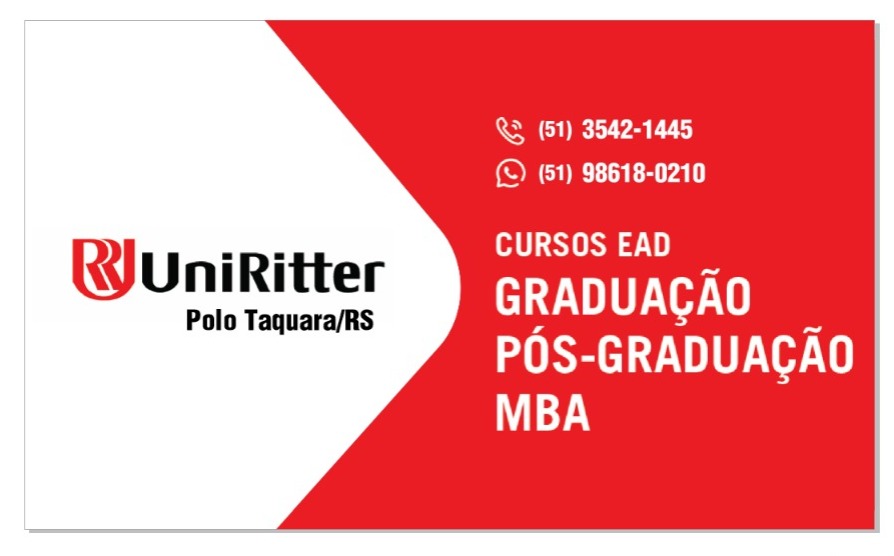 UniRitter
Polo Taquara/RS
(51) 3542-1445
(51) 98618-0210
CURSOS EAD
GRADUAÇÃO
PÓS-GRADUAÇÃO
MBA